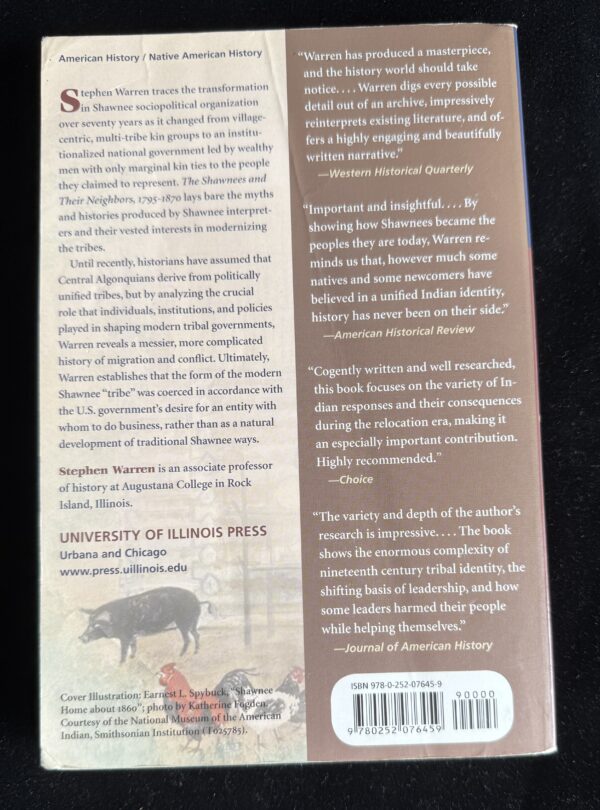 American History / Native American History
Stephen Warren traces the transformation
in Shawnee sociopolitical organization
over seventy years as it changed from village-
centric, multi-tribe kin groups to an institu-
tionalized national government led by wealthy
men with only marginal kin ties to the people
they claimed to represent. The Shawnees and
Their Neighbors, 1795-1870 lays bare the myths
and histories produced by Shawnee interpret-
ers and their vested interests in modernizing
the tribes.
Until recently, historians have assumed that
Central Algonquians derive from politically
unified tribes, but by analyzing the crucial
role that individuals, institutions, and policies
played in shaping modern tribal governments,
Warren reveals a messier, more complicated
history of migration and conflict. Ultimately,
Warren establishes that the form of the modern
Shawnee “tribe” was coerced in accordance with
the U.S. government’s desire for an entity with
whom to do business, rather than as a natural
development of traditional Shawnee ways.
Stephen Warren is an associate professor
of history at Augustana College in Rock
Island, Illinois.
UNIVERSITY OF ILLINOIS PRESS
Urbana and Chicago
www.press.uillinois.edu
Cover Illustration: Earnest L. Spybuck, “Shawnee
Home about 1860”; photo by Katherine Fogden.
Courtesy of the National Museum of the American
Indian, Smithsonian Institution (T025785).
“Warren has produced a masterpiece,
and the history world should take
notice. . . . Warren digs every possible
detail out of an archive, impressively
reinterprets existing literature, and of-
fers a highly engaging and beautifully
written narrative.”
—Western Historical Quarterly
“Important and insightful. . . . By
showing how Shawnees became the
peoples they are today, Warren re-
minds us that, however much some
natives and some newcomers have
believed in a unified Indian identity,
history has never been on their side.”
—American Historical Review
“Cogently written and well researched,
this book focuses on the variety of In-
dian responses and their consequences
during the relocation era, making it
an especially important contribution.
Highly recommended.”
—Choice
“The variety and depth of the author’s
research is impressive. . . . The book
shows the enormous complexity of
nineteenth century tribal identity, the
shifting basis of leadership, and how
some leaders harmed their people
while helping themselves.”
—Journal of American History
ISBN 978-0-252-07645-9
90000
9 780252 076459